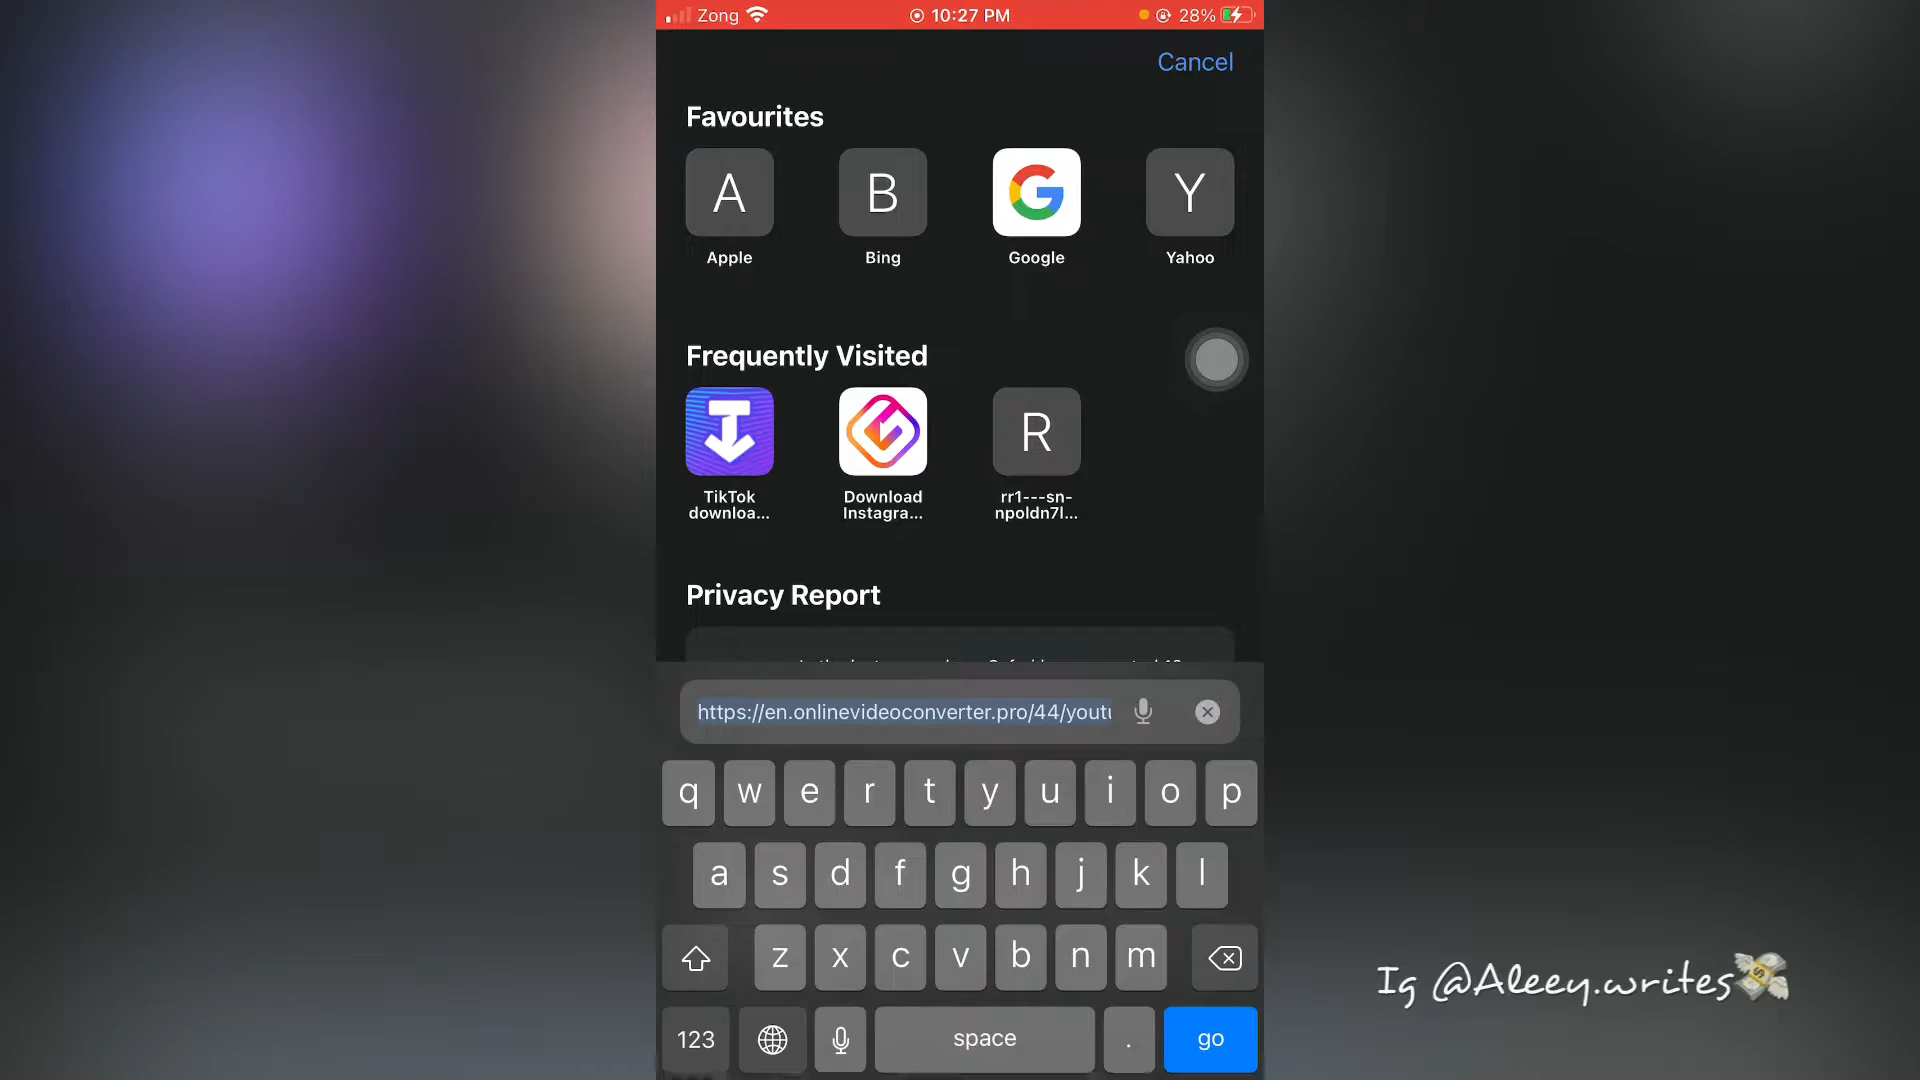 Zong 10:27 PM 28%
Cancel
Favourites
A B Y
Apple Bing Google Yahoo
Frequently Visited
R
TikTok downloa...
Download Instagra...
rr1---sn-npoldn7l...
Privacy Report
https://en.onlinevideoconverter.pro/44/youtu
q w e r t y u i o p
a s d f g h j k l
z x c v b n m
123 space . go
Ig @Aleey.writes